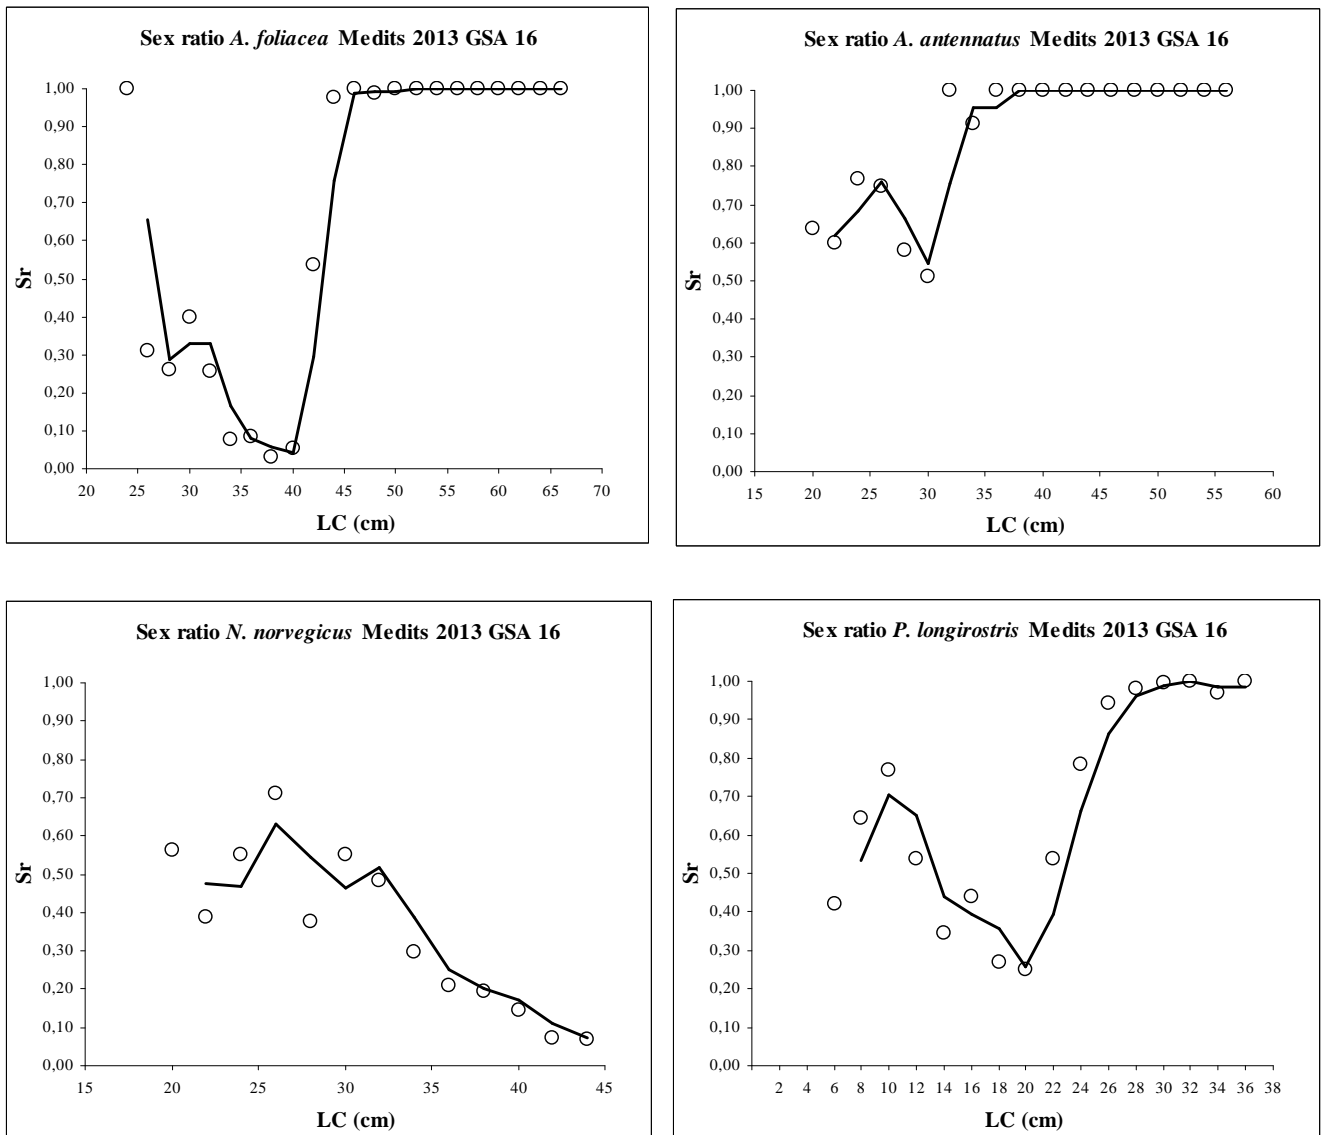 Sex ratio A. foliacea Medits 2013 GSA 16
1,00
0,90
0,80
0,70
0,60
0,50
0,40
0,30
0,20
0,10
0,00
Sr
20 25 30 35 40 45 50 55 60 65 70
LC (cm)
Sex ratio A. antennatus Medits 2013 GSA 16
1,00
0,90
0,80
0,70
0,60
0,50
0,40
0,30
0,20
0,10
0,00
Sr
15 20 25 30 35 40 45 50 55 60
LC (cm)
Sex ratio N. norvegicus Medits 2013 GSA 16
1,00
0,90
0,80
0,70
0,60
0,50
0,40
0,30
0,20
0,10
0,00
Sr
15 20 25 30 35 40 45
LC (cm)
Sex ratio P. longirostris Medits 2013 GSA 16
1,00
0,90
0,80
0,70
0,60
0,50
0,40
0,30
0,20
0,10
0,00
Sr
2 4 6 8 10 12 14 16 18 20 22 24 26 28 30 32 34 36 38
LC (cm)